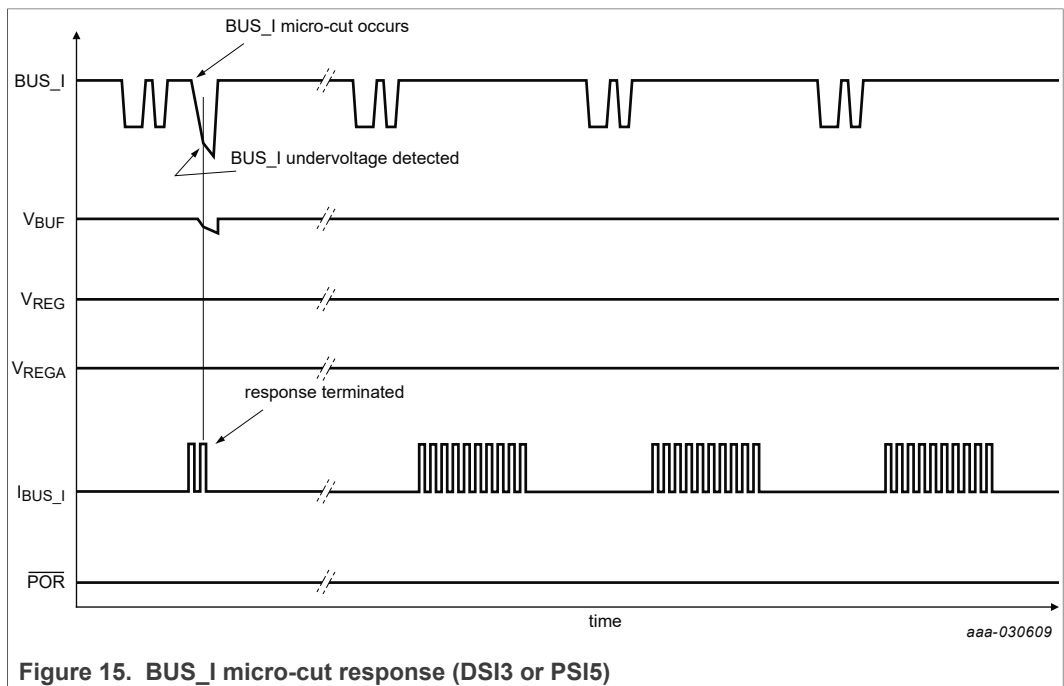 BUS_I micro-cut occurs
BUS_I
BUS_I undervoltage detected
VBUF
VREG
VREGA
response terminated
IBUS_I
POR
time
aaa-030609
Figure 15. BUS_I micro-cut response (DSI3 or PSI5)